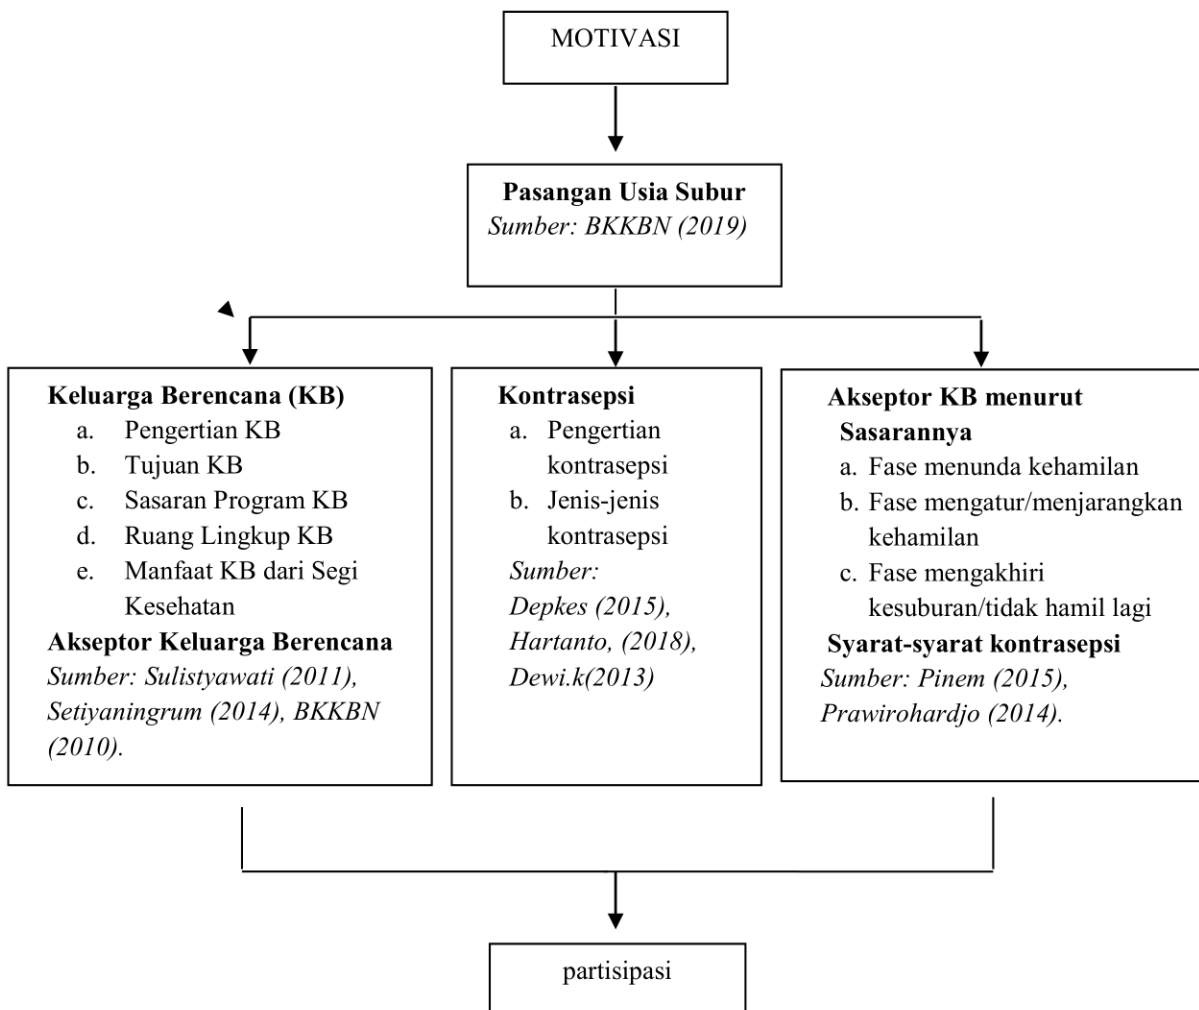 MOTIVASI
Pasangan Usia Subur
Sumber: BKKBN (2019)
Keluarga Berencana (KB)
a. Pengertian KB
b. Tujuan KB
c. Sasaran Program KB
d. Ruang Lingkup KB
e. Manfaat KB dari Segi
Kesehatan
Akseptor Keluarga Berencana
Sumber: Sulistyawati (2011),
Setiyaningrum (2014), BKKBN
(2010).
Kontrasepsi
a. Pengertian
kontrasepsi
b. Jenis-jenis
kontrasepsi
Sumber:
Depkes (2015),
Hartanto, (2018),
Dewi.k(2013)
Akseptor KB menurut
Sasarannya
a. Fase menunda kehamilan
b. Fase mengatur/menjarangkan
kehamilan
c. Fase mengakhiri
kesuburan/tidak hamil lagi
Syarat-syarat kontrasepsi
Sumber: Pinem (2015),
Prawirohardjo (2014).
partisipasi